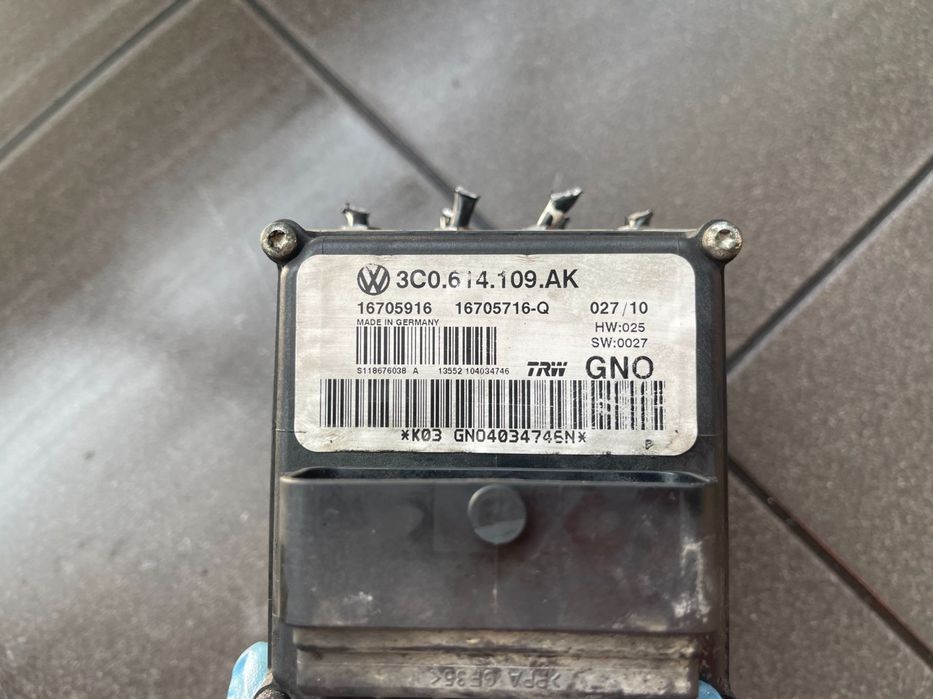 3C0.614.109.AK
16705916 16705716-Q 027/10
MADE IN GERMANY
HW:025
SW:0027
S118676038 A 13552 104034746 TRW GNO
*K03 GNO4034746N*